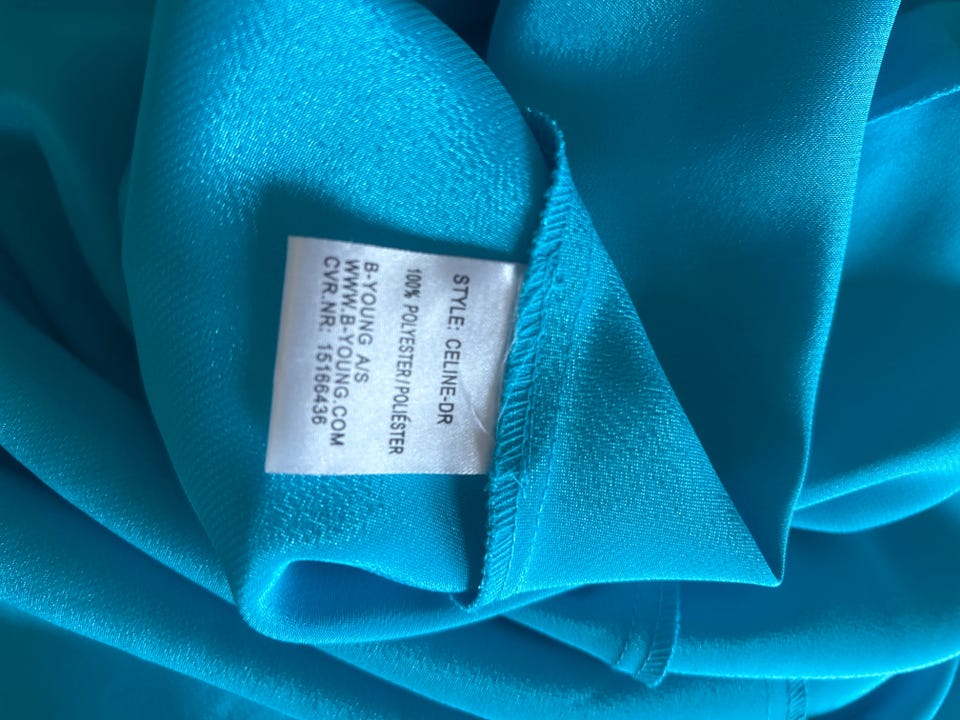 STYLE: CELINE-DR
100% POLYESTER/POLIÉSTER
B-YOUNG A/S
WWW.B-YOUNG.COM
CVR.NR: 15166436